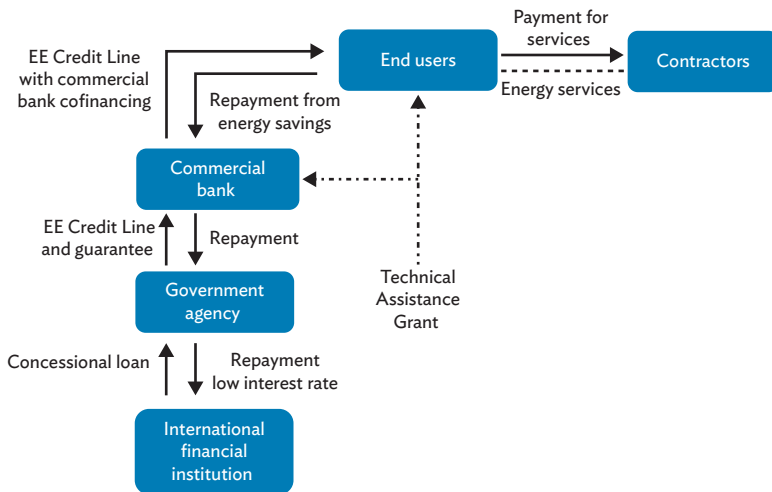 EE Credit Line
with commercial
bank cofinancing
End users
Payment for
services
Energy services
Contractors
Repayment from
energy savings
Commercial
bank
EE Credit Line
and guarantee
Repayment
Technical
Assistance
Grant
Government
agency
Concessional loan
Repayment
low interest rate
International
financial
institution